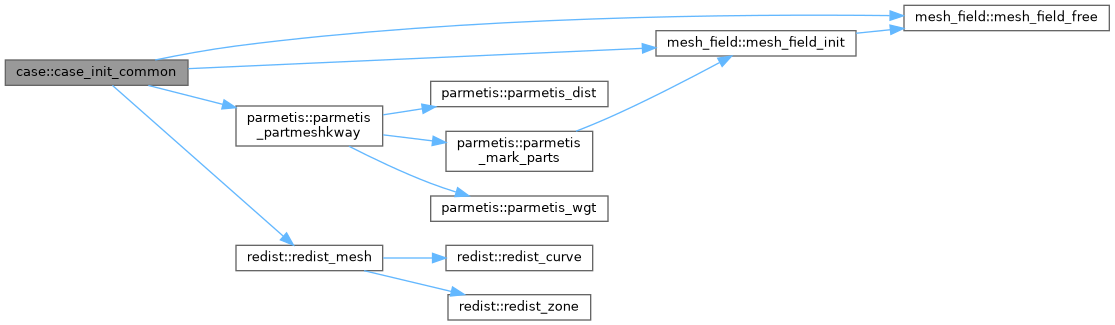 mesh_field::mesh_field_free
mesh_field::mesh_field_init
case::case_init_common
parmetis::parmetis_dist
parmetis::parmetis
_partmeshkway
parmetis::parmetis
_mark_parts
parmetis::parmetis_wgt
redist::redist_mesh
redist::redist_curve
redist::redist_zone